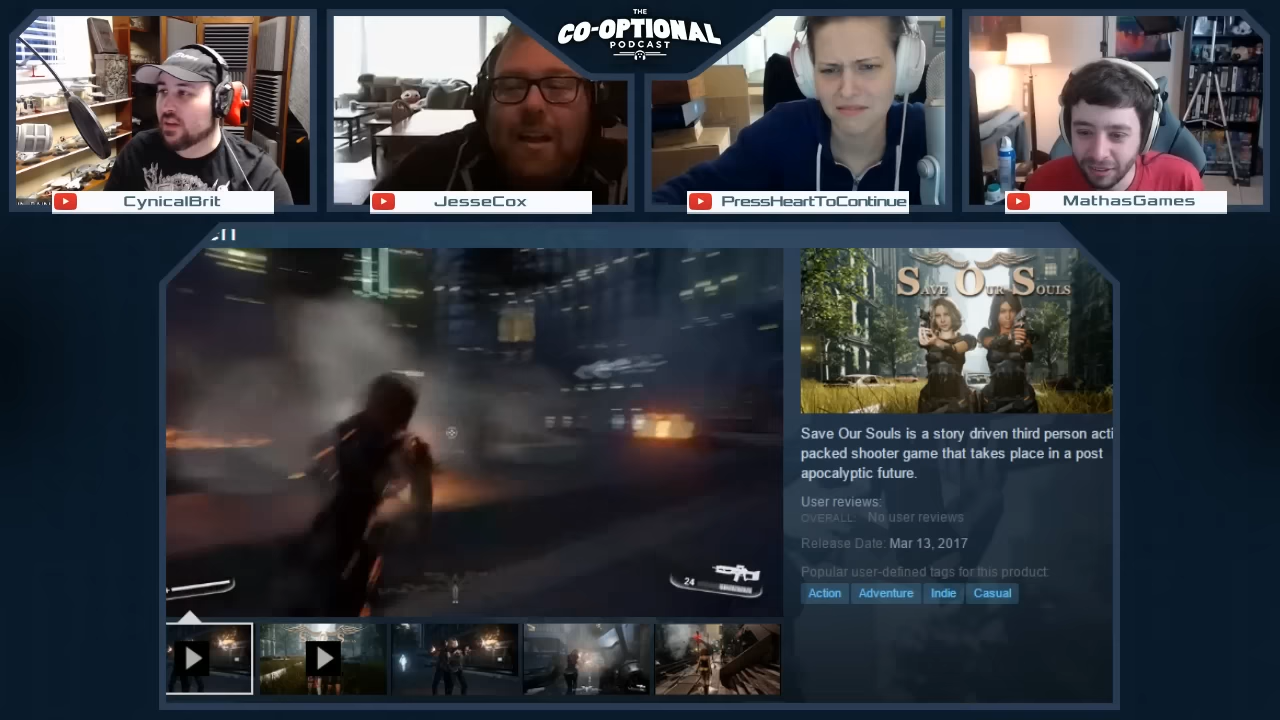 THE
CO-OPTIONAL
PODCAST
CynicalBrit
JesseCox
PressHeartToContinue
MathasGames
SAVE OUR SOULS
Save Our Souls is a story driven third person acti
packed shooter game that takes place in a post
apocalyptic future.
User reviews:
OVERALL: No user reviews
Release Date: Mar 13, 2017
Popular user-defined tags for this product:
Action Adventure Indie Casual
24